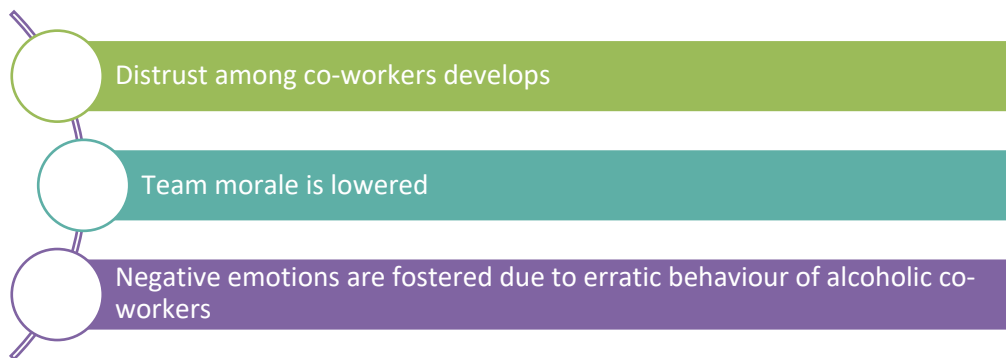 Distrust among co-workers develops
Team morale is lowered
Negative emotions are fostered due to erratic behaviour of alcoholic co-
workers